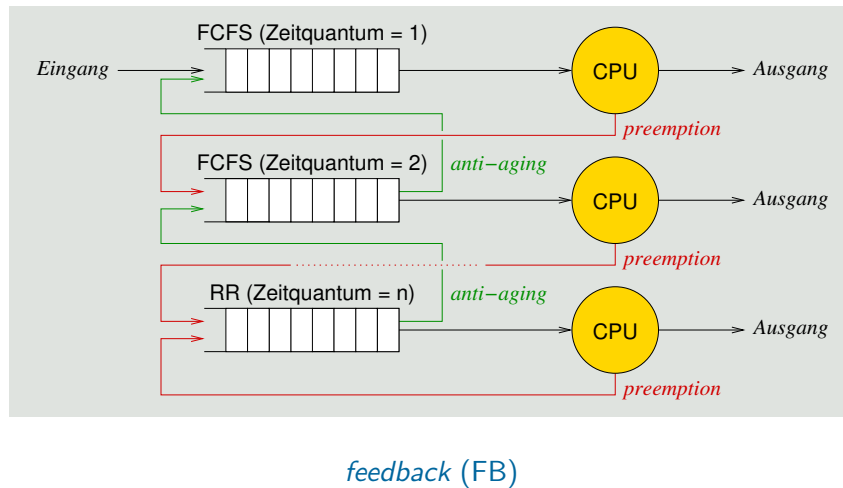 FCFS (Zeitquantum = 1)
Eingang
CPU
Ausgang
preemption
FCFS (Zeitquantum = 2)
anti−aging
CPU
Ausgang
preemption
RR (Zeitquantum = n)
anti−aging
CPU
Ausgang
preemption
feedback (FB)